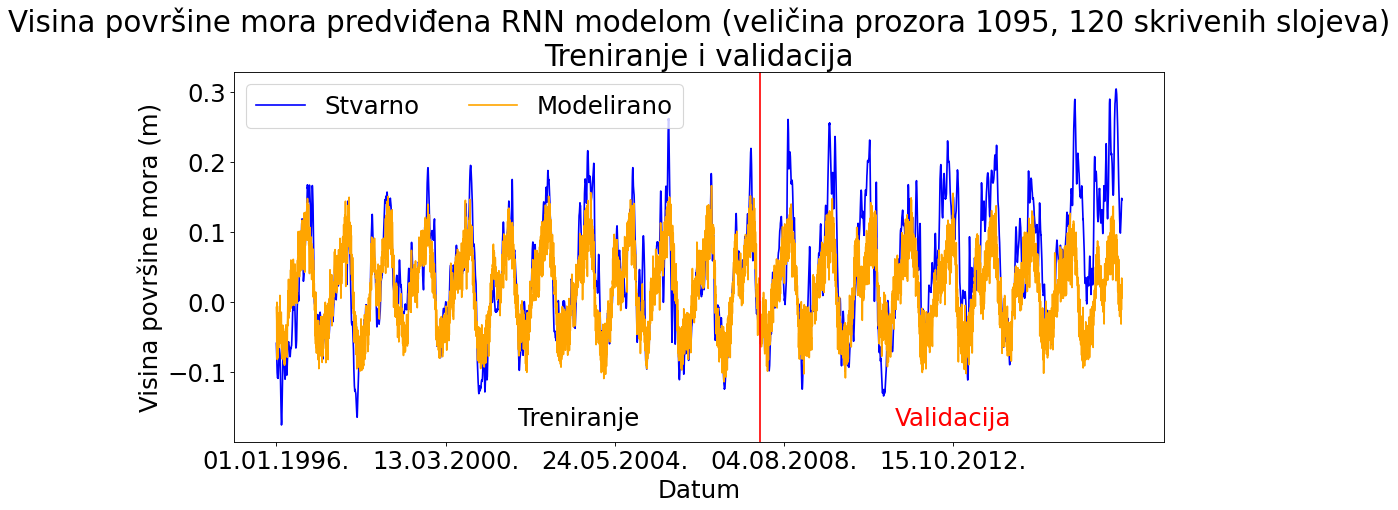 Visina površine mora predviđena RNN modelom (veličina prozora 1095, 120 skrivenih slojeva)
Treniranje i validacija
Stvarno
Modelirano
Visina površine mora (m)
0.3
0.2
0.1
0.0
−0.1
Treniranje
Validacija
01.01.1996.
13.03.2000.
24.05.2004.
04.08.2008.
15.10.2012.
Datum